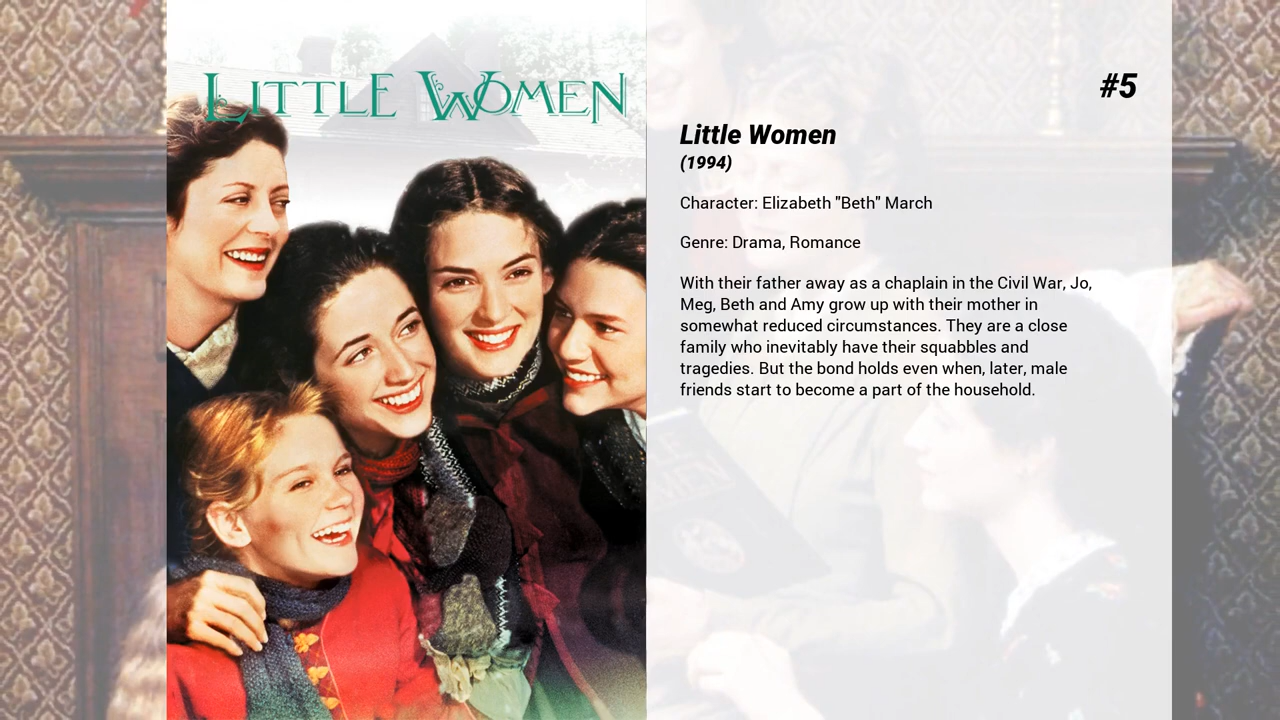 LITTLE WOMEN
#5
Little Women
(1994)
Character: Elizabeth "Beth" March
Genre: Drama, Romance
With their father away as a chaplain in the Civil War, Jo,
Meg, Beth and Amy grow up with their mother in
somewhat reduced circumstances. They are a close
family who inevitably have their squabbles and
tragedies. But the bond holds even when, later, male
friends start to become a part of the household.